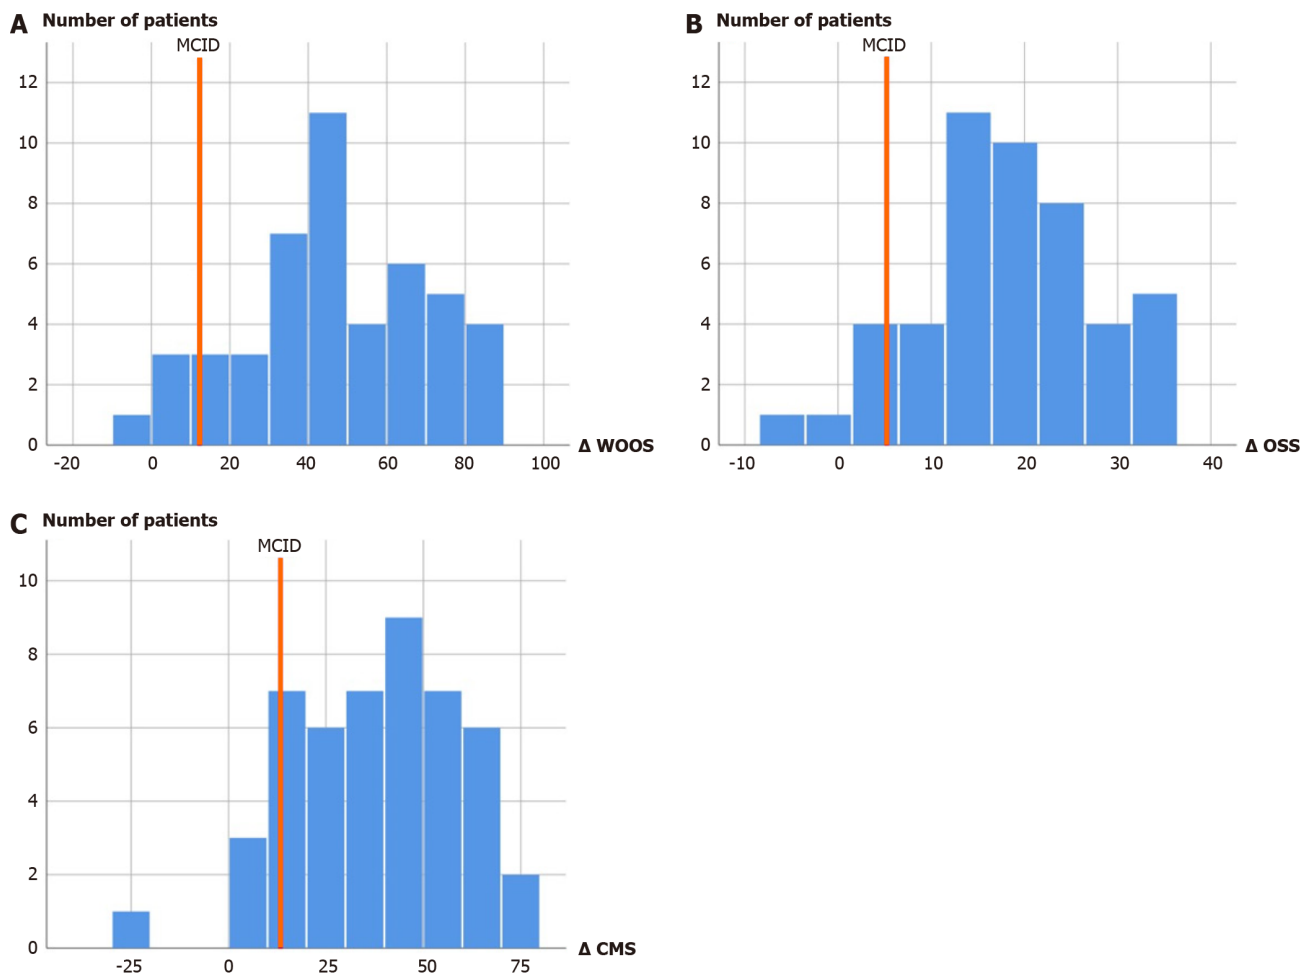 A Number of patients
MCID
12
10
8
6
4
2
0
-20 0 20 40 60 80 100
Δ WOOS
B Number of patients
MCID
12
10
8
6
4
2
0
-10 0 10 20 30 40
Δ OSS
C Number of patients
MCID
10
8
6
4
2
0
-25 0 25 50 75
Δ CMS